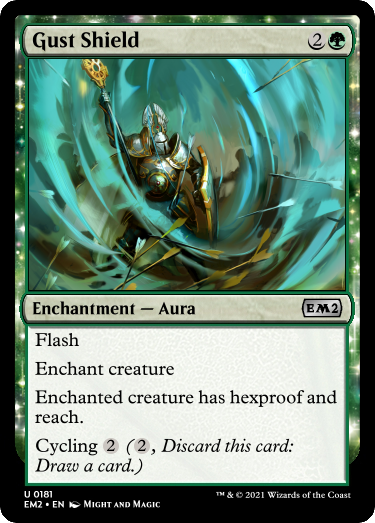 Gust Shield 2
Enchantment — Aura EM2
Flash
Enchant creature
Enchanted creature has hexproof and
reach.
Cycling 2 (2, Discard this card:
Draw a card.)
U 0181
EM2 • EN Might and Magic ™ & © 2021 Wizards of the Coast